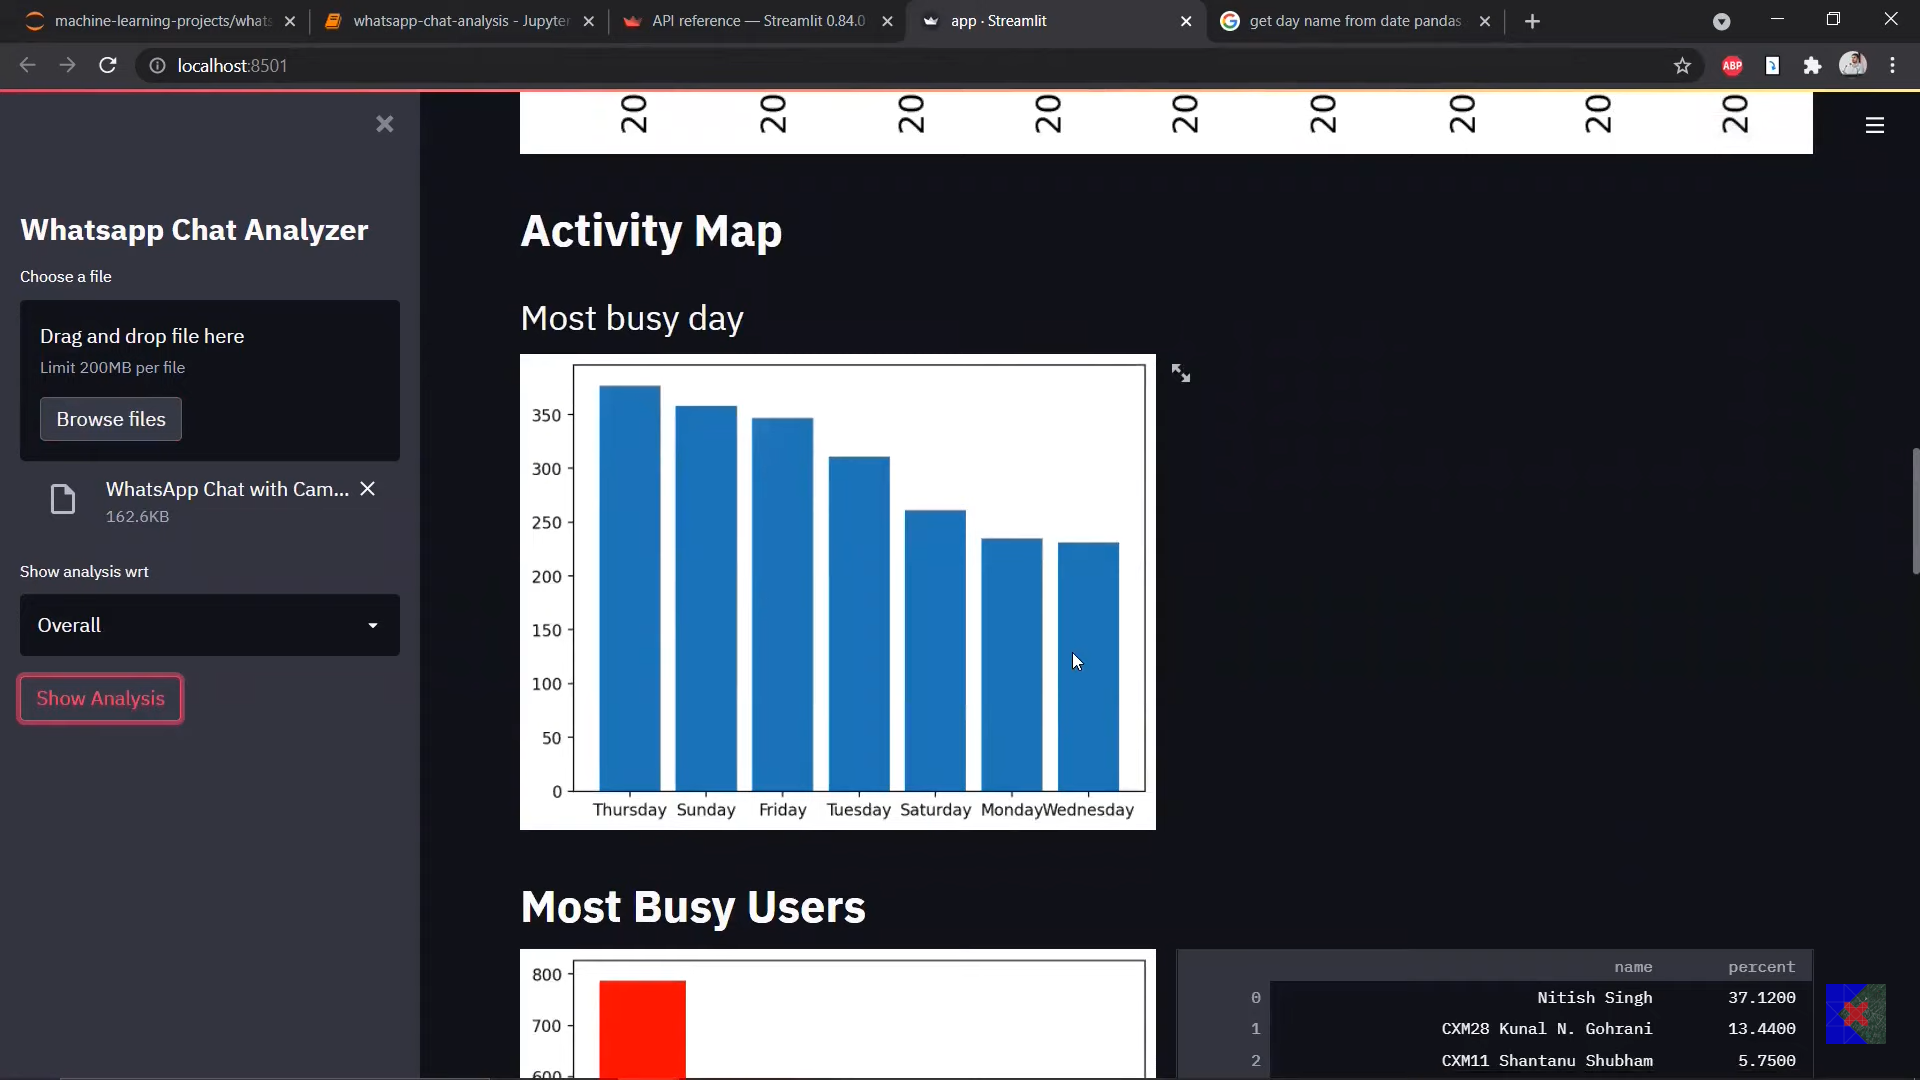 machine-learning-projects/whats
whatsapp-chat-analysis - Jupyter
API reference — Streamlit 0.84.0
app · Streamlit
get day name from date pandas
localhost:8501
ABP
20 20 20 20 20 20 20 20 20
Whatsapp Chat Analyzer
Choose a file
Drag and drop file here
Limit 200MB per file
Browse files
WhatsApp Chat with Cam...
162.6KB
Show analysis wrt
Overall
Show Analysis
Activity Map
Most busy day
350
300
250
200
150
100
50
0
Thursday Sunday Friday Tuesday Saturday Monday Wednesday
Most Busy Users
800
700
600
name percent
0 Nitish Singh 37.1200
1 CXM28 Kunal N. Gohrani 13.4400
2 CXM11 Shantanu Shubham 5.7500